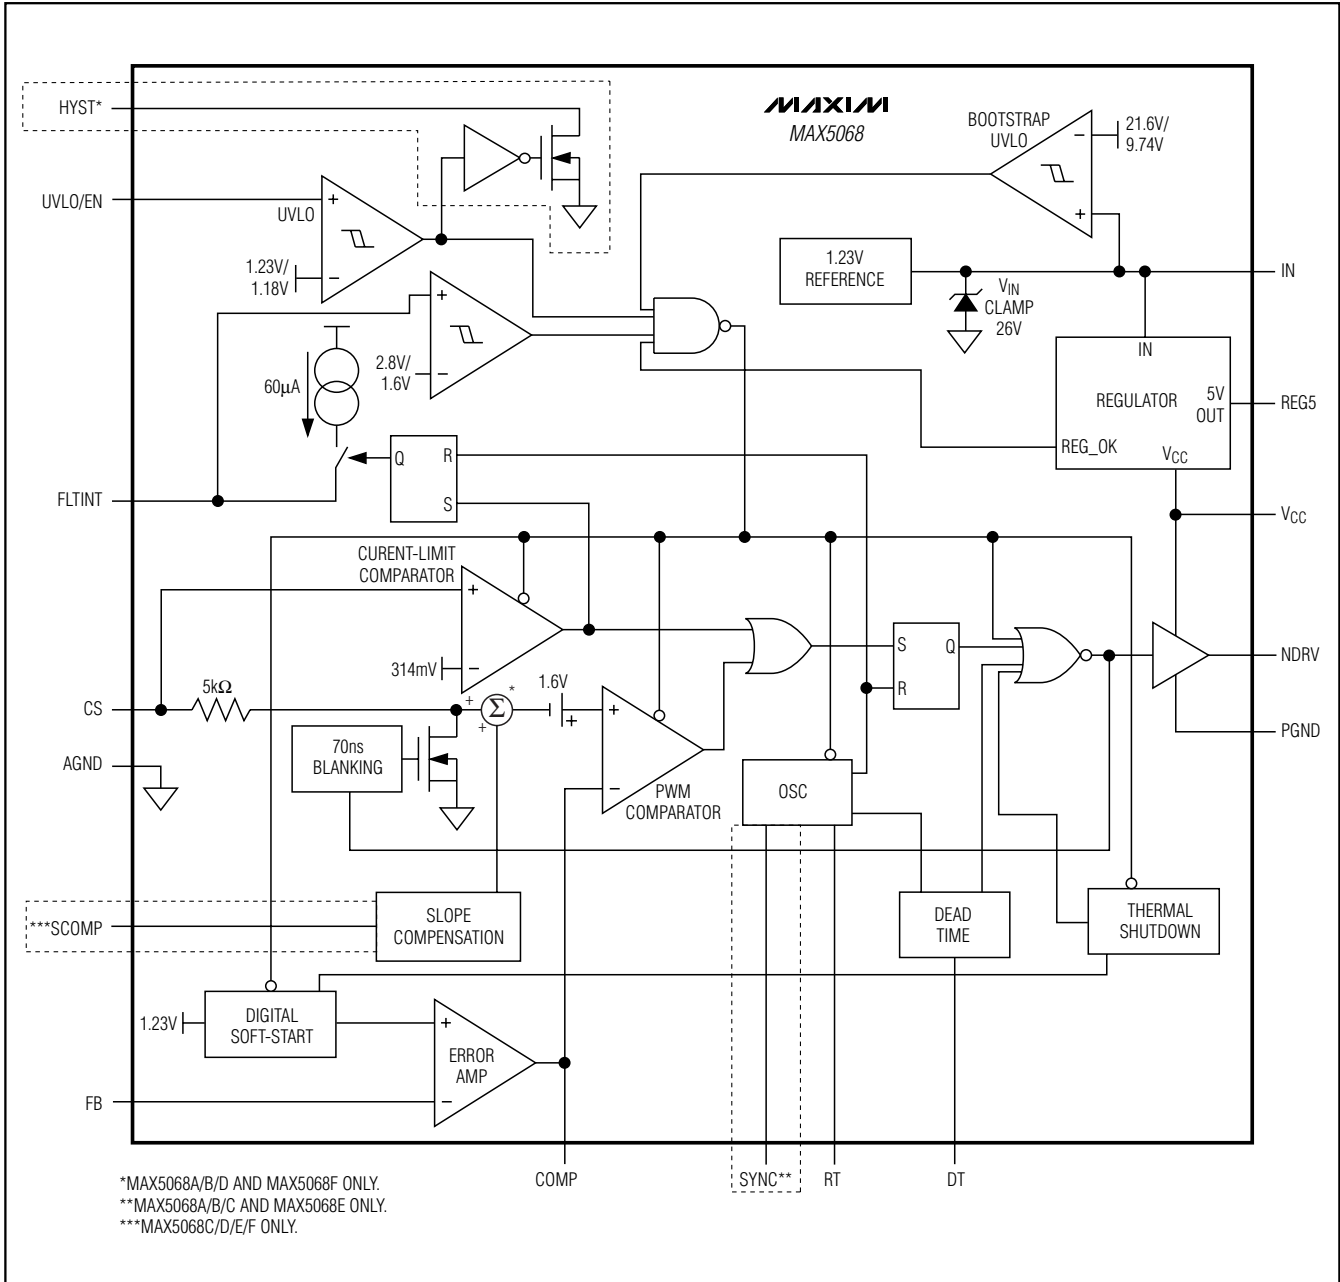 MAXIM
MAX5068
HYST*
BOOTSTRAP
UVLO
21.6V/
9.74V
−
+
UVLO/EN
UVLO
+
−
1.23V/
1.18V
1.23V
REFERENCE
IN
VIN
CLAMP
26V
+
−
2.8V/
1.6V
60µA
IN
REGULATOR
5V
OUT
REG5
REG_OK
VCC
Q
R
S
FLTINT
VCC
CURENT-LIMIT
COMPARATOR
+
−
314mV
S
Q
R
NDRV
5kΩ
*
1.6V
CS
+
Σ
+
+
+
−
PGND
AGND
70ns
BLANKING
PWM
COMPARATOR
OSC
***SCOMP
SLOPE
COMPENSATION
DEAD
TIME
THERMAL
SHUTDOWN
1.23V
DIGITAL
SOFT-START
+
ERROR
AMP
−
FB
COMP
SYNC**
RT
DT
*MAX5068A/B/D AND MAX5068F ONLY.
**MAX5068A/B/C AND MAX5068E ONLY.
***MAX5068C/D/E/F ONLY.